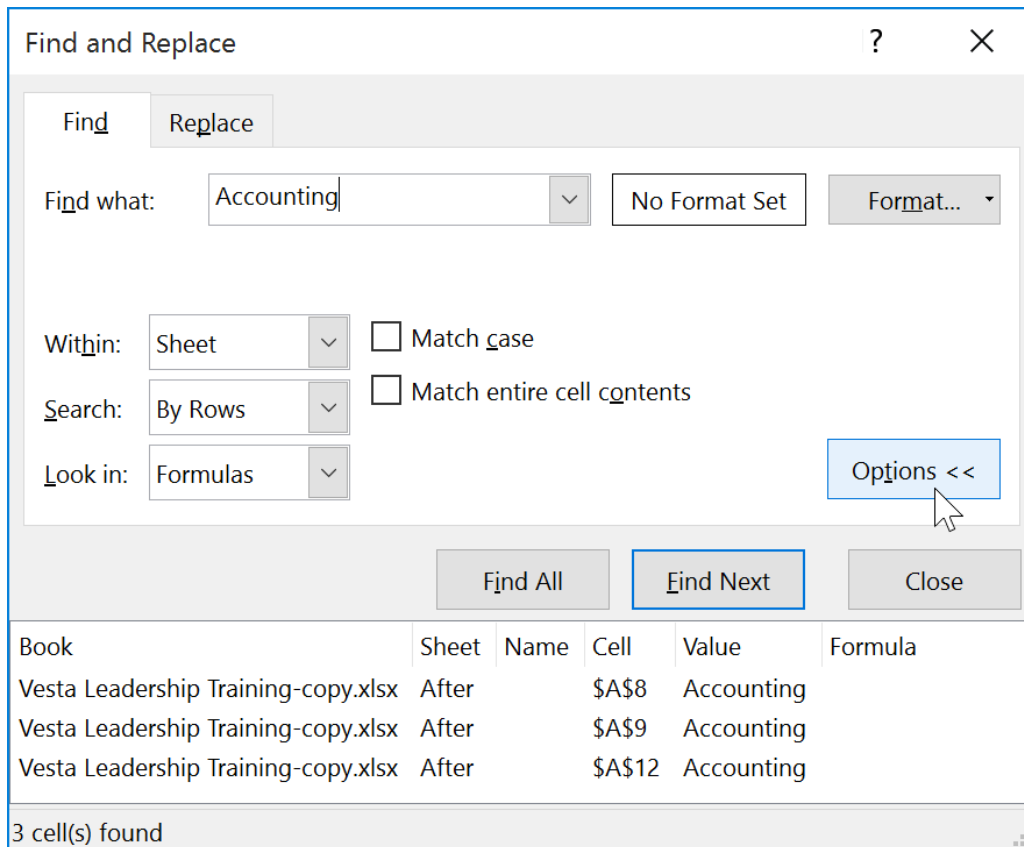 Find and Replace ?
Find Replace
Find what: Accounting No Format Set Format...
Within: Sheet Match case
Match entire cell contents
Search: By Rows
Look in: Formulas
Options <<
Find All Find Next Close
Book Sheet Name Cell Value Formula
Vesta Leadership Training-copy.xlsx After $A$8 Accounting
Vesta Leadership Training-copy.xlsx After $A$9 Accounting
Vesta Leadership Training-copy.xlsx After $A$12 Accounting
3 cell(s) found